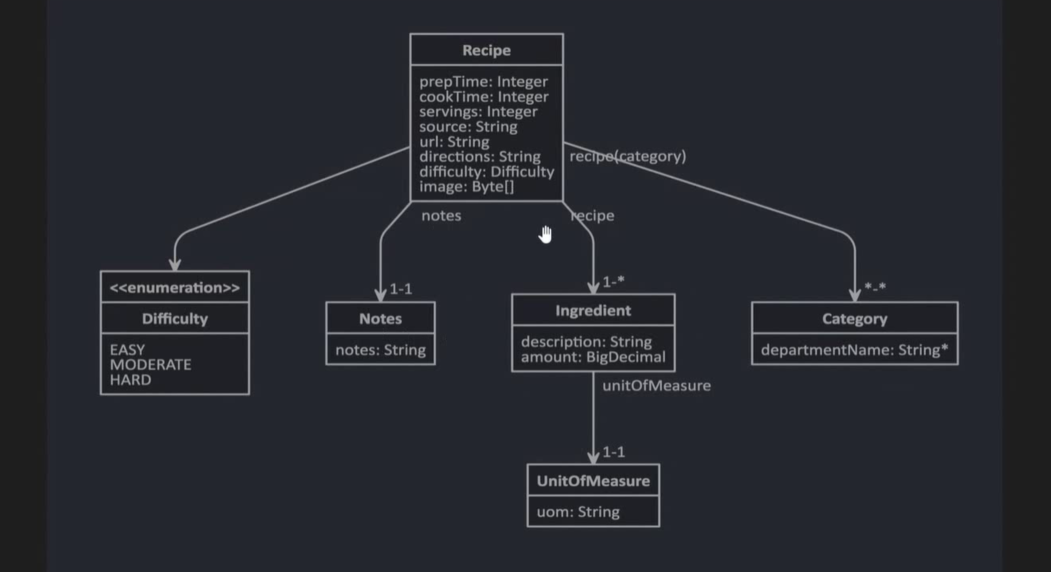 Recipe
prepTime: Integer
cookTime: Integer
servings: Integer
source: String
url: String
directions: String
difficulty: Difficulty
image: Byte[]
recipe(category)
notes
recipe
1-1
1-*
*-*
<<enumeration>>
Difficulty
EASY
MODERATE
HARD
Notes
notes: String
Ingredient
description: String
amount: BigDecimal
Category
departmentName: String*
unitOfMeasure
1-1
UnitOfMeasure
uom: String